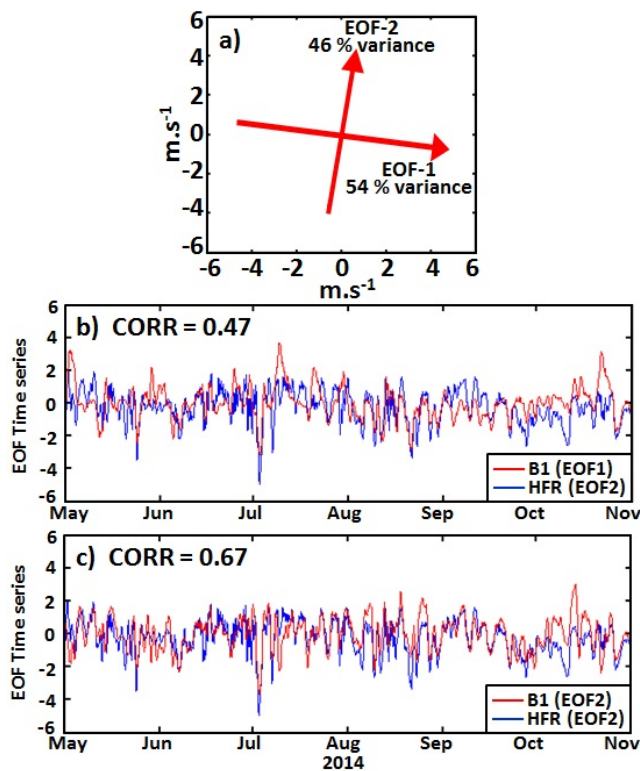 a)
EOF-2
46 % variance
6
4
2
0
-2
-4
-6
m.s-1
EOF-1
54 % variance
-6 -4 -2 0 2 4 6
m.s-1
b) CORR = 0.47
6
4
2
0
-2
-4
-6
EOF Time series
B1 (EOF1)
HFR (EOF2)
May Jun Jul Aug Sep Oct Nov
c) CORR = 0.67
6
4
2
0
-2
-4
-6
EOF Time series
B1 (EOF2)
HFR (EOF2)
May Jun Jul Aug Sep Oct Nov
2014